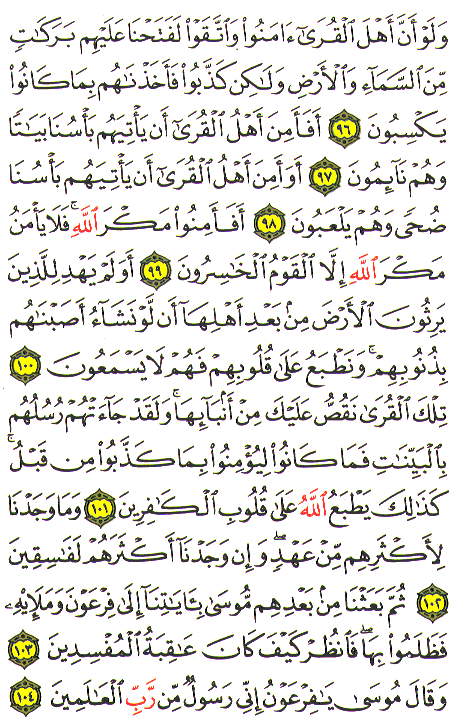 وَلَوْ أَنَّ أَهْلَ ٱلْقُرَىٰٓ ءَامَنُوا۟ وَٱتَّقَوْا۟ لَفَتَحْنَا عَلَيْهِم بَرَكَٰتٍ
مِّنَ ٱلسَّمَآءِ وَٱلْأَرْضِ وَلَٰكِن كَذَّبُوا۟ فَأَخَذْنَٰهُم بِمَا كَانُوا۟
يَكْسِبُونَ ٩٦ أَفَأَمِنَ أَهْلُ ٱلْقُرَىٰٓ أَن يَأْتِيَهُم بَأْسُنَا بَيَٰتًا
وَهُمْ نَآئِمُونَ ٩٧ أَوَأَمِنَ أَهْلُ ٱلْقُرَىٰٓ أَن يَأْتِيَهُم بَأْسُنَا
ضُحًى وَهُمْ يَلْعَبُونَ ٩٨ أَفَأَمِنُوا۟ مَكْرَ ٱللَّهِ ۚ فَلَا يَأْمَنُ
مَكْرَ ٱللَّهِ إِلَّا ٱلْقَوْمُ ٱلْخَٰسِرُونَ ٩٩ أَوَلَمْ يَهْدِ لِلَّذِينَ
يَرِثُونَ ٱلْأَرْضَ مِنۢ بَعْدِ أَهْلِهَآ أَن لَّوْ نَشَآءُ أَصَبْنَٰهُم
بِذُنُوبِهِمْ ۚ وَنَطْبَعُ عَلَىٰ قُلُوبِهِمْ فَهُمْ لَا يَسْمَعُونَ ١٠٠
تِلْكَ ٱلْقُرَىٰ نَقُصُّ عَلَيْكَ مِنْ أَنۢبَآئِهَا ۚ وَلَقَدْ جَآءَتْهُمْ رُسُلُهُم
بِٱلْبَيِّنَٰتِ فَمَا كَانُوا۟ لِيُؤْمِنُوا۟ بِمَا كَذَّبُوا۟ مِن قَبْلُ ۚ
كَذَٰلِكَ يَطْبَعُ ٱللَّهُ عَلَىٰ قُلُوبِ ٱلْكَٰفِرِينَ ١٠١ وَمَا وَجَدْنَا
لِأَكْثَرِهِم مِّنْ عَهْدٍ ۖ وَإِن وَجَدْنَآ أَكْثَرَهُمْ لَفَٰسِقِينَ
١٠٢ ثُمَّ بَعَثْنَا مِنۢ بَعْدِهِم مُّوسَىٰ بِـَٔايَٰتِنَآ إِلَىٰ فِرْعَوْنَ وَمَلَإِي۟هِۦ
فَظَلَمُوا۟ بِهَا ۖ فَٱنظُرْ كَيْفَ كَانَ عَٰقِبَةُ ٱلْمُفْسِدِينَ ١٠٣
وَقَالَ مُوسَىٰ يَٰفِرْعَوْنُ إِنِّى رَسُولٌ مِّن رَّبِّ ٱلْعَٰلَمِينَ ١٠٤